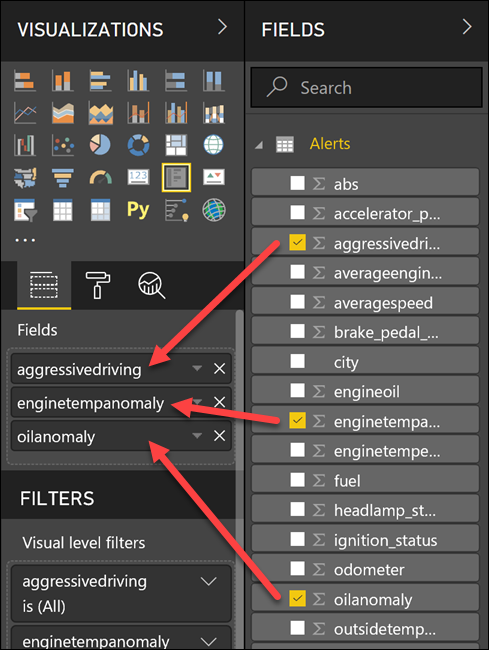 VISUALIZATIONS
123
Py
...
Fields
aggressivedriving
enginetempanomaly
oilanomaly
FILTERS
Visual level filters
aggressivedriving
is (All)
enginetempanomaly
FIELDS
Search
Alerts
abs
Σ accelerator_p...
Σ aggressivedri...
Σ averageengin...
Σ averagespeed
Σ brake_pedal_...
city
Σ engineoil
Σ enginetempa...
Σ enginetempe...
Σ fuel
Σ headlamp_st...
Σ ignition_status
Σ odometer
Σ oilanomaly
Σ outsidetemp...